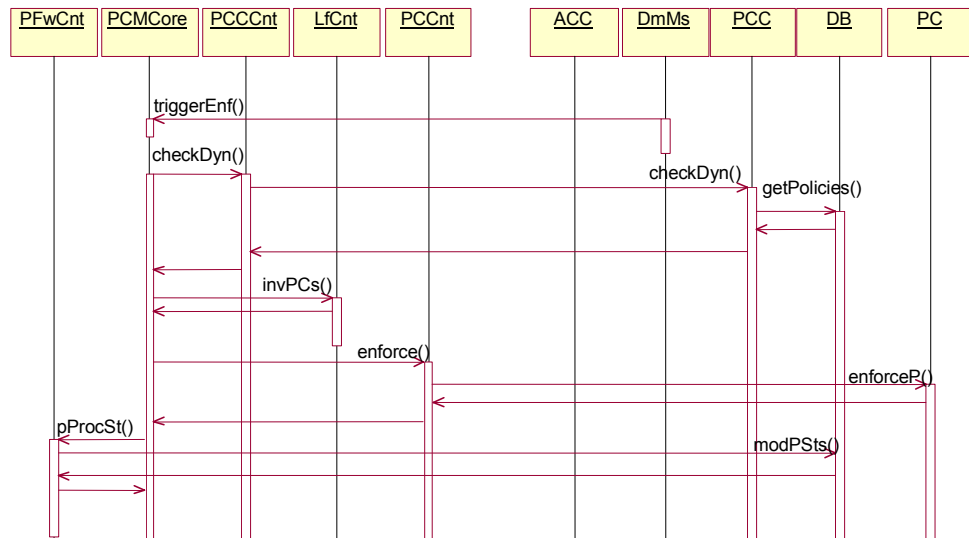 PFwCnt
PCMCore
PCCCnt
LfCnt
PCCnt
ACC
DmMs
PCC
DB
PC
triggerEnf()
checkDyn()
checkDyn()
getPolicies()
invPCs()
enforce()
enforceP()
pProcSt()
modPSts()